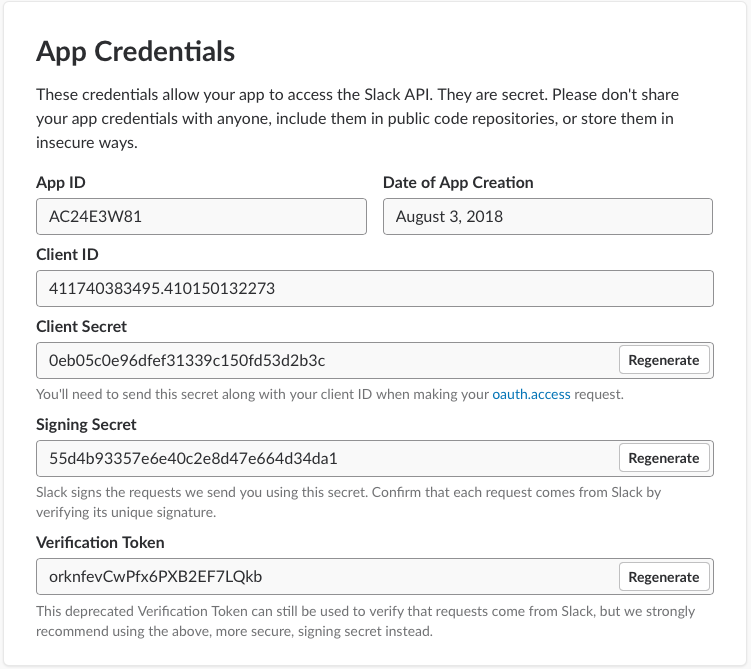 App Credentials
These credentials allow your app to access the Slack API. They are secret. Please don't share
your app credentials with anyone, include them in public code repositories, or store them in
insecure ways.
App ID
Date of App Creation
AC24E3W81
August 3, 2018
Client ID
411740383495.410150132273
Client Secret
0eb05c0e96dfef31339c150fd53d2b3c
Regenerate
You'll need to send this secret along with your client ID when making your oauth.access request.
Signing Secret
55d4b93357e6e40c2e8d47e664d34da1
Regenerate
Slack signs the requests we send you using this secret. Confirm that each request comes from Slack by
verifying its unique signature.
Verification Token
orknfevCwPfx6PXB2EF7LQkb
Regenerate
This deprecated Verification Token can still be used to verify that requests come from Slack, but we strongly
recommend using the above, more secure, signing secret instead.